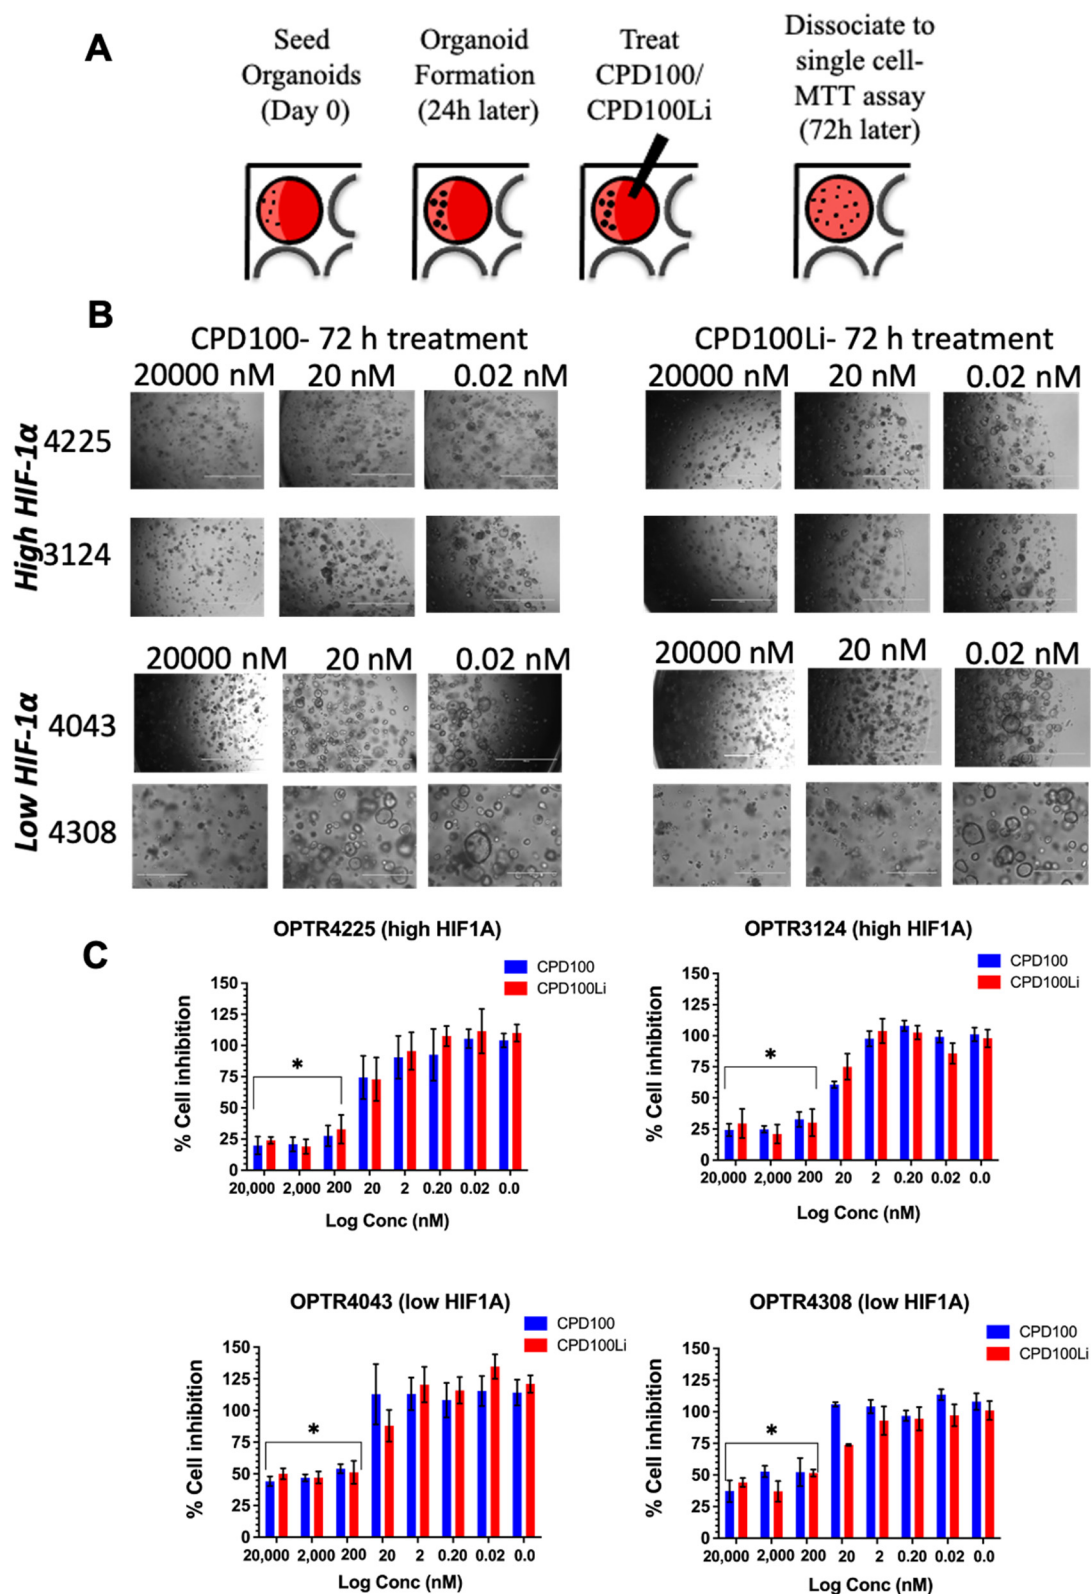 A
Seed
Organoids
(Day 0)
Organoid
Formation
(24h later)
Treat
CPD100/
CPD100Li
Dissociate to
single cell-
MTT assay
(72h later)
B
CPD100- 72 h treatment
CPD100Li- 72 h treatment
20000 nM 20 nM 0.02 nM
20000 nM 20 nM 0.02 nM
High HIF-1α
4225
3124
20000 nM 20 nM 0.02 nM
20000 nM 20 nM 0.02 nM
Low HIF-1α
4043
4308
C
OPTR4225 (high HIF1A)
CPD100
CPD100Li
% Cell inhibition
150
125
100
75
50
25
0
*
20,000 2,000 200 20 2 0.20 0.02 0.0
Log Conc (nM)
OPTR3124 (high HIF1A)
CPD100
CPD100Li
% Cell inhibition
150
125
100
75
50
25
0
*
20,000 2,000 200 20 2 0.20 0.02 0.0
Log Conc (nM)
OPTR4043 (low HIF1A)
CPD100
CPD100Li
% Cell inhibition
150
125
100
75
50
25
0
*
20,000 2,000 200 20 2 0.20 0.02 0.0
Log Conc (nM)
OPTR4308 (low HIF1A)
CPD100
CPD100Li
% Cell inhibition
150
125
100
75
50
25
0
*
20,000 2,000 200 20 2 0.20 0.02 0.0
Log Conc (nM)